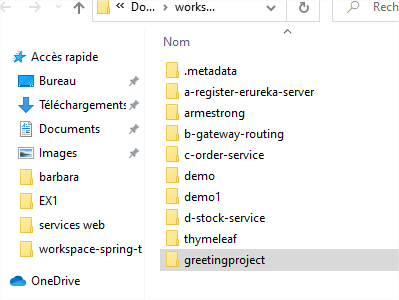 « Do... > works...
Rech
Nom
Accès rapide
Bureau
Téléchargements
Documents
Images
barbara
EX1
services web
workspace-spring-t
OneDrive
.metadata
a-register-erureka-server
armstrong
b-gateway-routing
c-order-service
demo
demo1
d-stock-service
thymeleaf
greetingproject